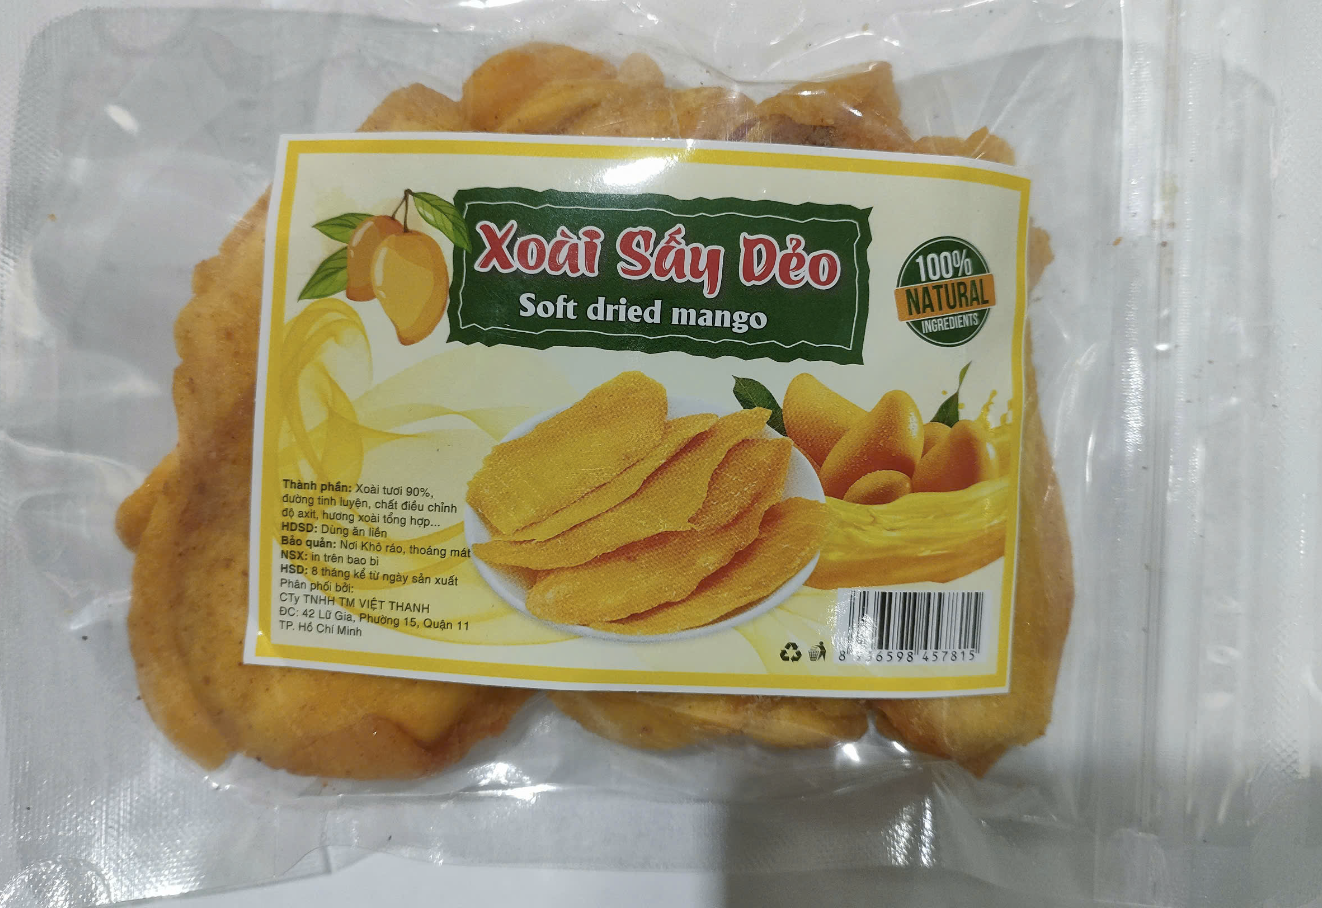 Xoài Sấy Dẻo
Soft dried mango
100%
NATURAL
INGREDIENTS
Thành phần: Xoài tươi 90%,
đường tinh luyện, chất điều chỉnh
độ axit, hương xoài tổng hợp...
HDSD: Dùng ăn liền
Bảo quản: Nơi Khô ráo, thoáng mát
NSX: in trên bao bì
HSD: 8 tháng kể từ ngày sản xuất
Phân phối bởi:
CTy TNHH TM VIỆT THANH
ĐC: 42 Lữ Gia, Phường 15, Quận 11
TP. Hồ Chí Minh
457815